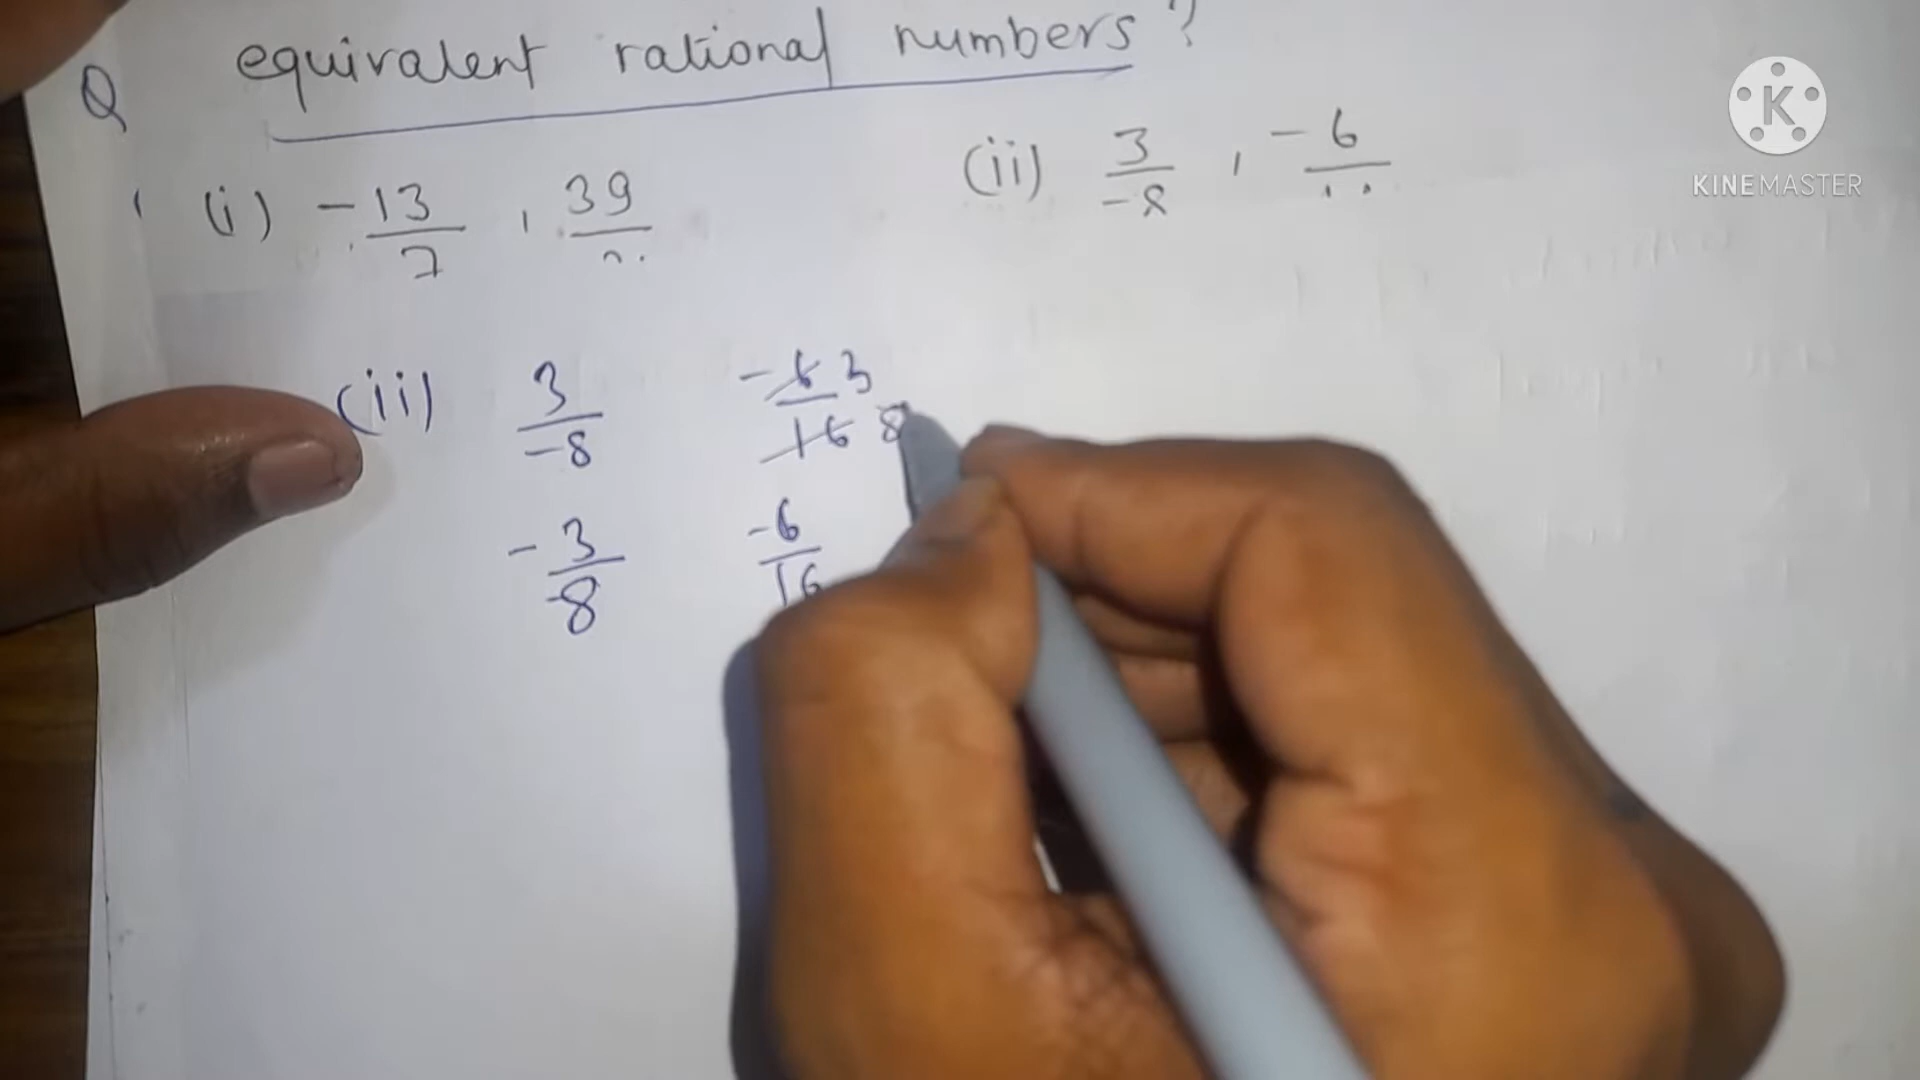 equivalent rational numbers?
Q
(i) -13/7 , 39/
(ii) 3/-8 , -6/
(ii) 3/-8 -6/16 3 8
-3/8 -6/16
K
KINEMASTER